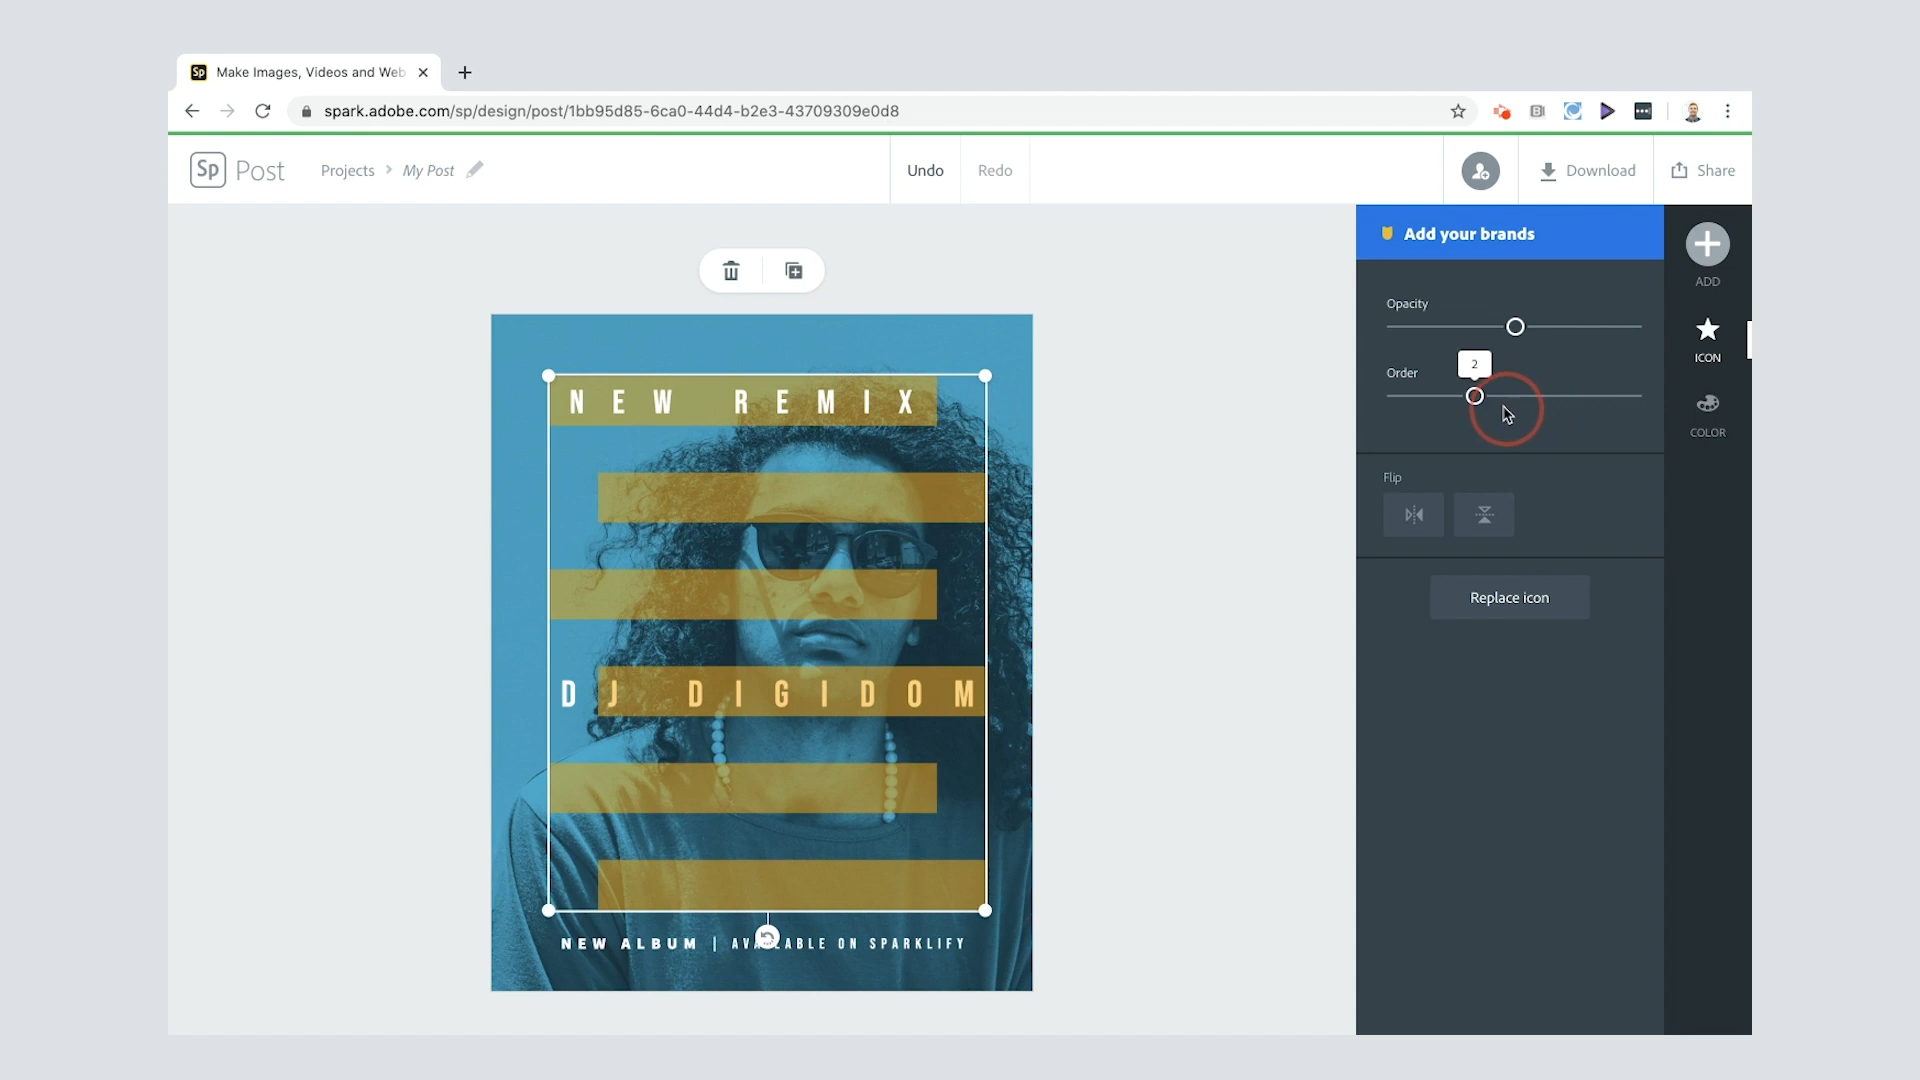 Sp Make Images, Videos and Web
spark.adobe.com/sp/design/post/1bb95d85-6ca0-44d4-b2e3-43709309e0d8
Sp Post Projects > My Post Undo Redo Download Share
Add your brands
ADD
Opacity
ICON
2
Order
COLOR
Flip
Replace icon
NEW REMIX
DJ DIGIDOM
NEW ALBUM | AVAILABLE ON SPARKLIFY